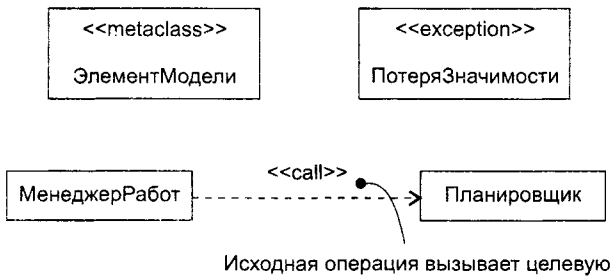 <<metaclass>>
ЭлементМодели
<<exception>>
ПотеряЗначимости
<<call>>
МенеджерРабот
Планировщик
Исходная операция вызывает целевую